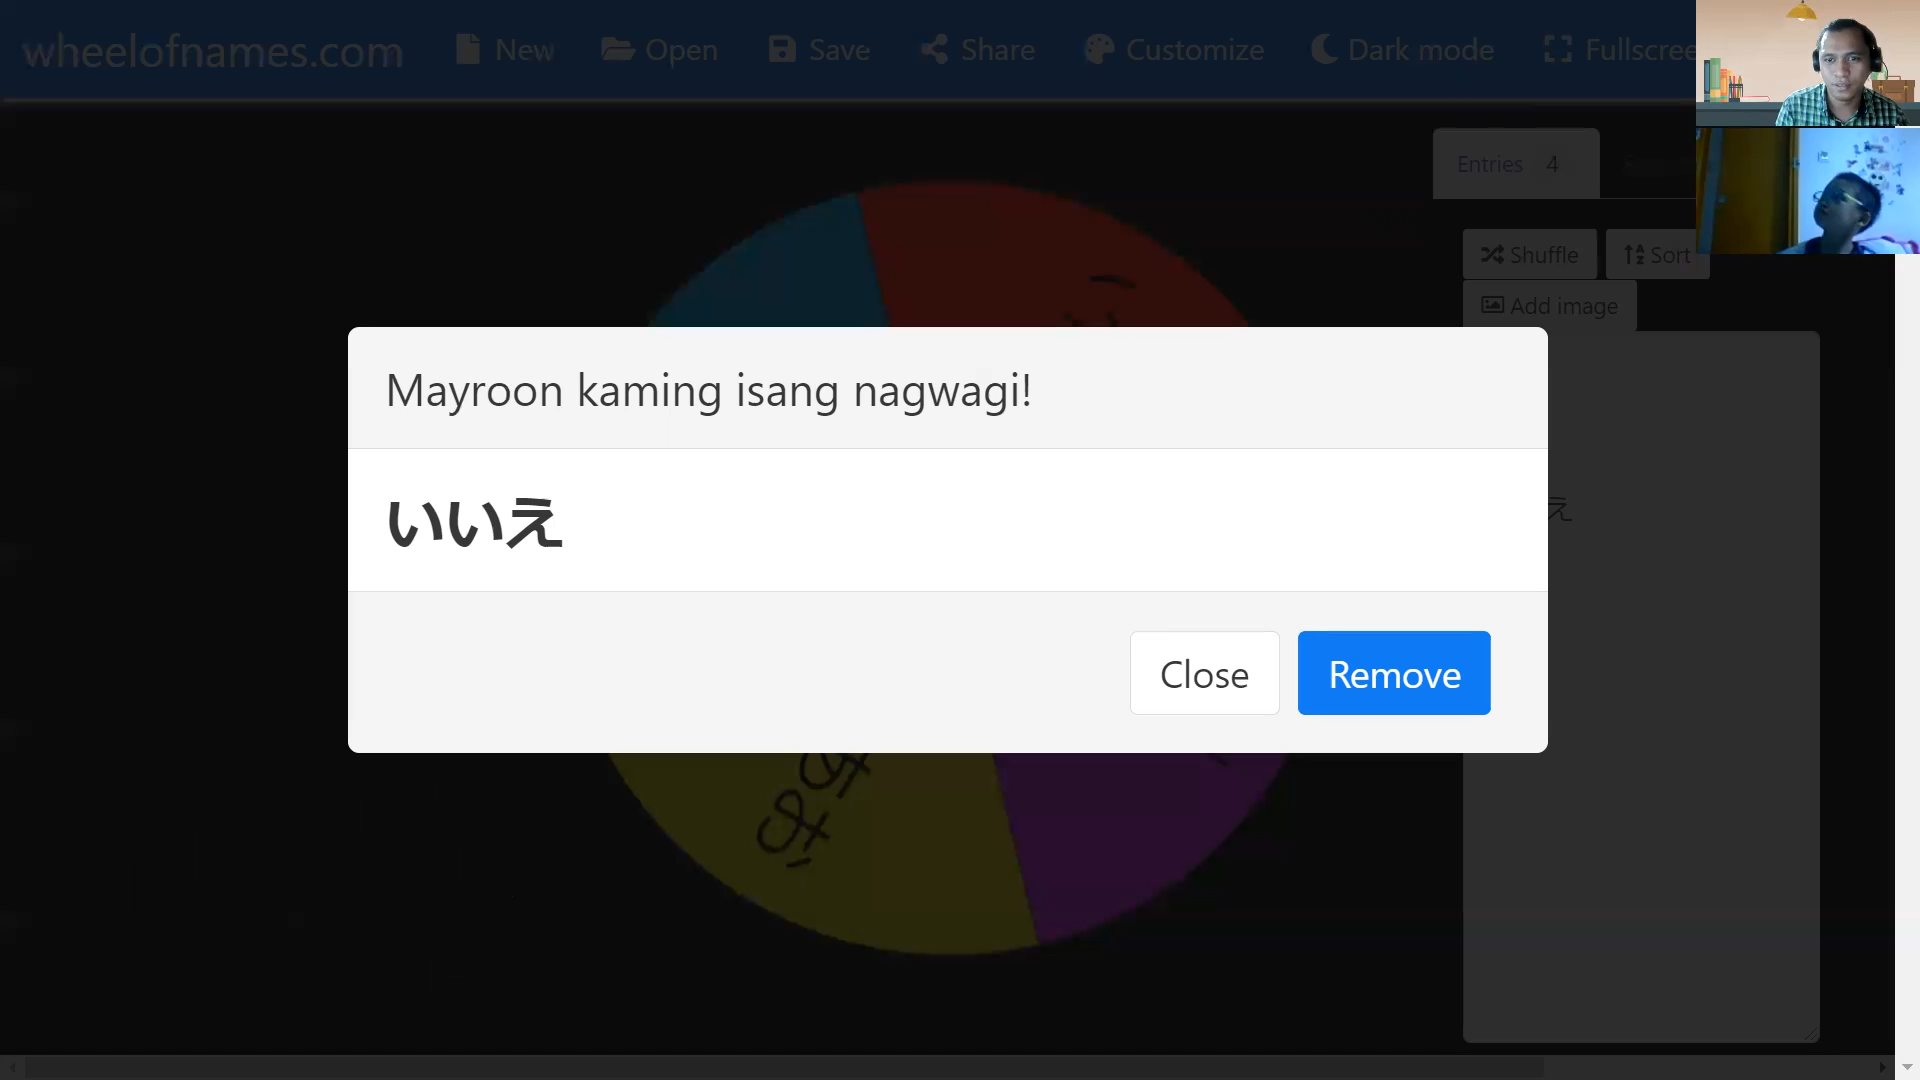 wheelofnames.com New Open Save Share Customize Dark mode Fullscree
Entries 4
Shuffle Sort
Add image
Mayroon kaming isang nagwagi!
いいえ
え
Close Remove